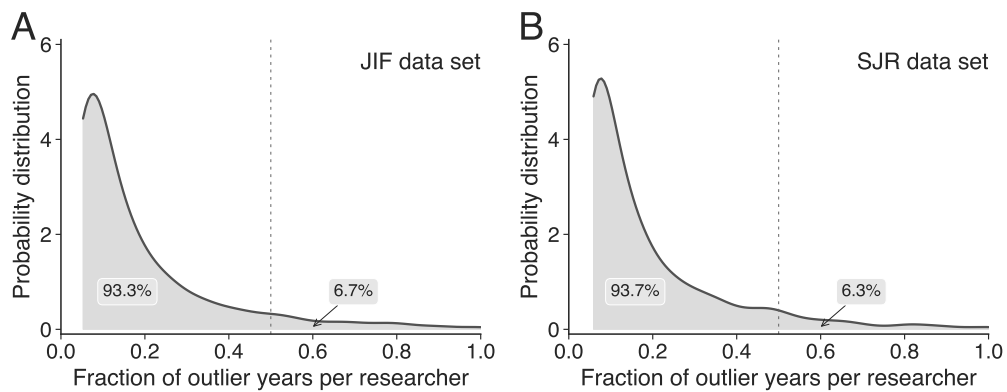 A
JIF data set
Probability distribution
6
4
2
0
93.3%
6.7%
0.0 0.2 0.4 0.6 0.8 1.0
Fraction of outlier years per researcher
B
SJR data set
Probability distribution
6
4
2
0
93.7%
6.3%
0.0 0.2 0.4 0.6 0.8 1.0
Fraction of outlier years per researcher